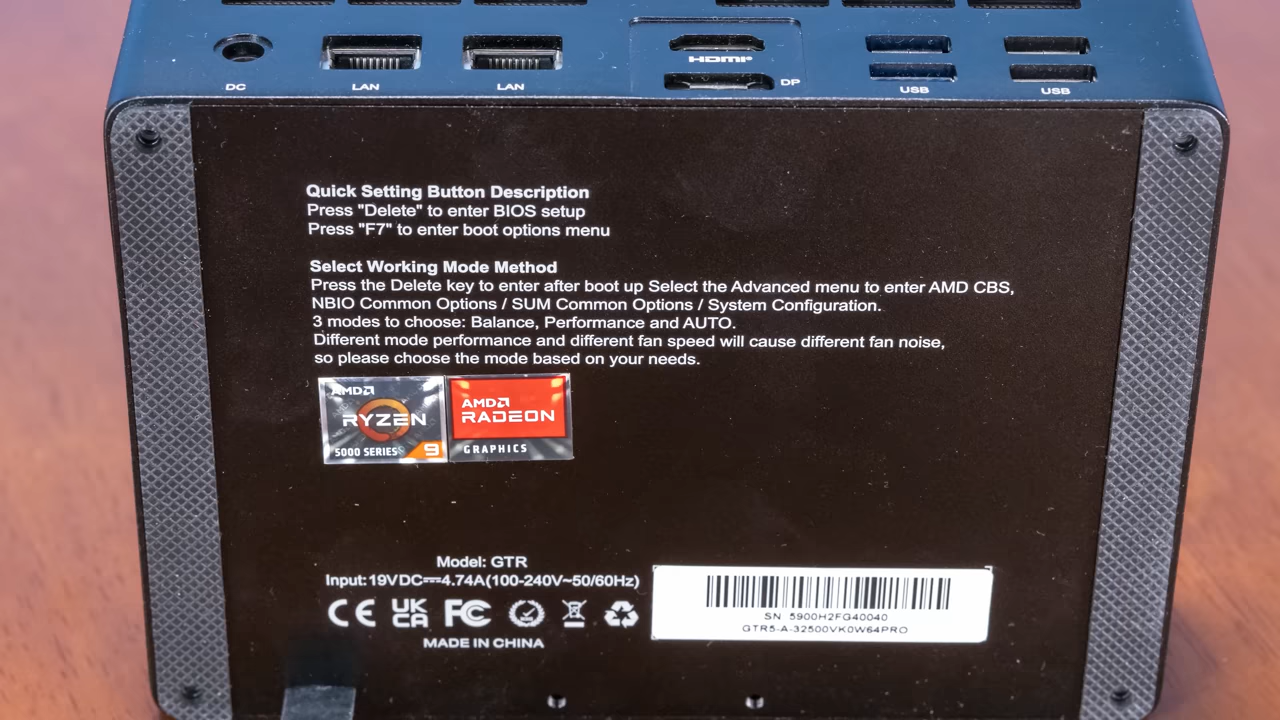 DC
LAN
LAN
HDMI
DP
USB
USB
Quick Setting Button Description
Press "Delete" to enter BIOS setup
Press "F7" to enter boot options menu
Select Working Mode Method
Press the Delete key to enter after boot up Select the Advanced menu to enter AMD CBS,
NBIO Common Options / SUM Common Options / System Configuration.
3 modes to choose: Balance, Performance and AUTO.
Different mode performance and different fan speed will cause different fan noise,
so please choose the mode based on your needs.
AMD
RYZEN
5000 SERIES 9
AMD
RADEON
GRAPHICS
Model: GTR
Input:19VDC⎓4.74A(100-240V~50/60Hz)
CE UK CA FC
MADE IN CHINA
SN 5900H2FG40040
GTR5-A-32500VK0W64PRO